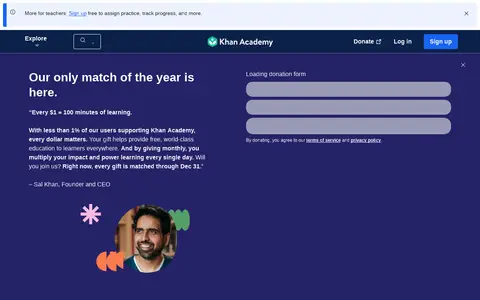 More for teachers: Sign up free to assign practice, track progress, and more.
Explore
Khan Academy
Donate
Log in
Sign up
Our only match of the year is
here.
"Every $1 = 100 minutes of learning.
With less than 1% of our users supporting Khan Academy,
every dollar matters. Your gift helps provide free, world-class
education to learners everywhere. And by giving monthly, you
multiply your impact and power learning every single day. Will
you join us? Right now, every gift is matched through Dec 31."
– Sal Khan, Founder and CEO
Loading donation form
By donating, you agree to our terms of service and privacy policy.